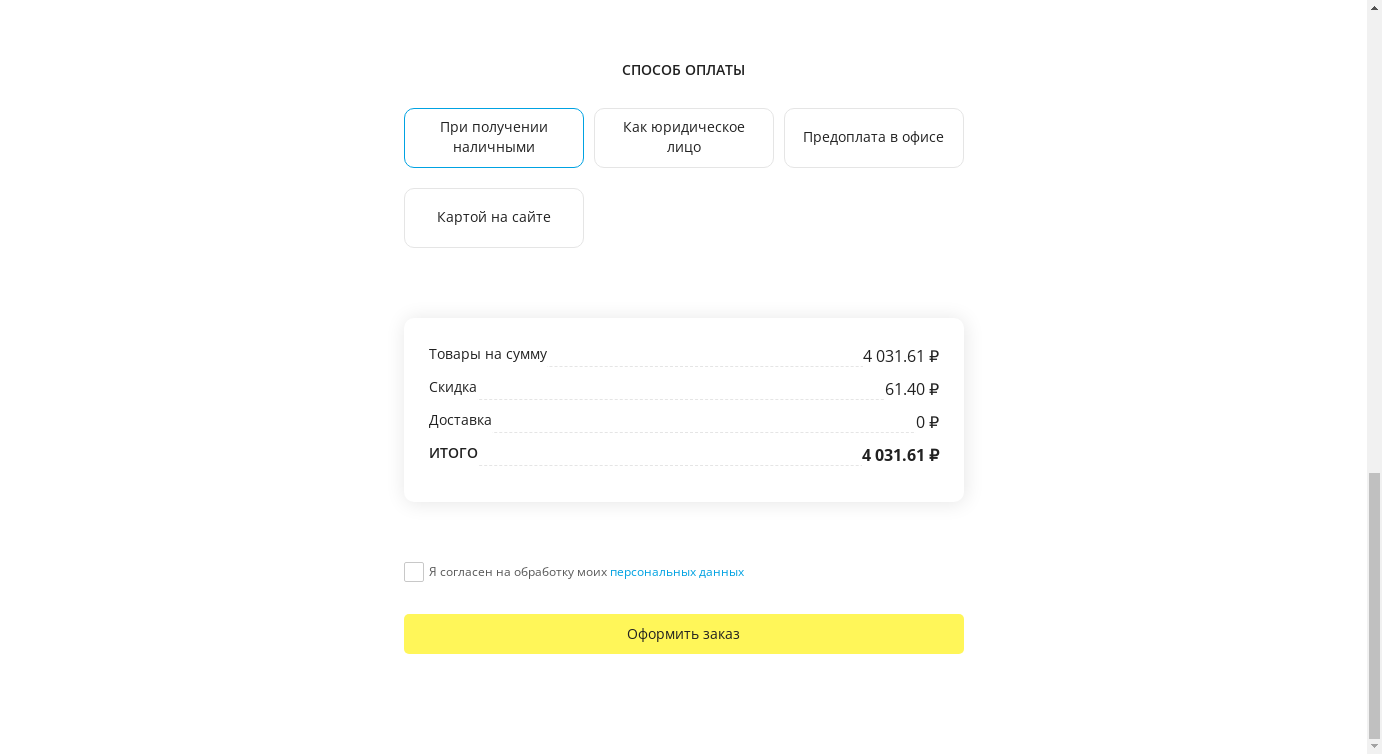 СПОСОБ ОПЛАТЫ
При получении
наличными
Как юридическое
лицо
Предоплата в офисе
Картой на сайте
Товары на сумму 4 031.61 ₽
Скидка 61.40 ₽
Доставка 0 ₽
ИТОГО 4 031.61 ₽
Я согласен на обработку моих персональных данных
Оформить заказ